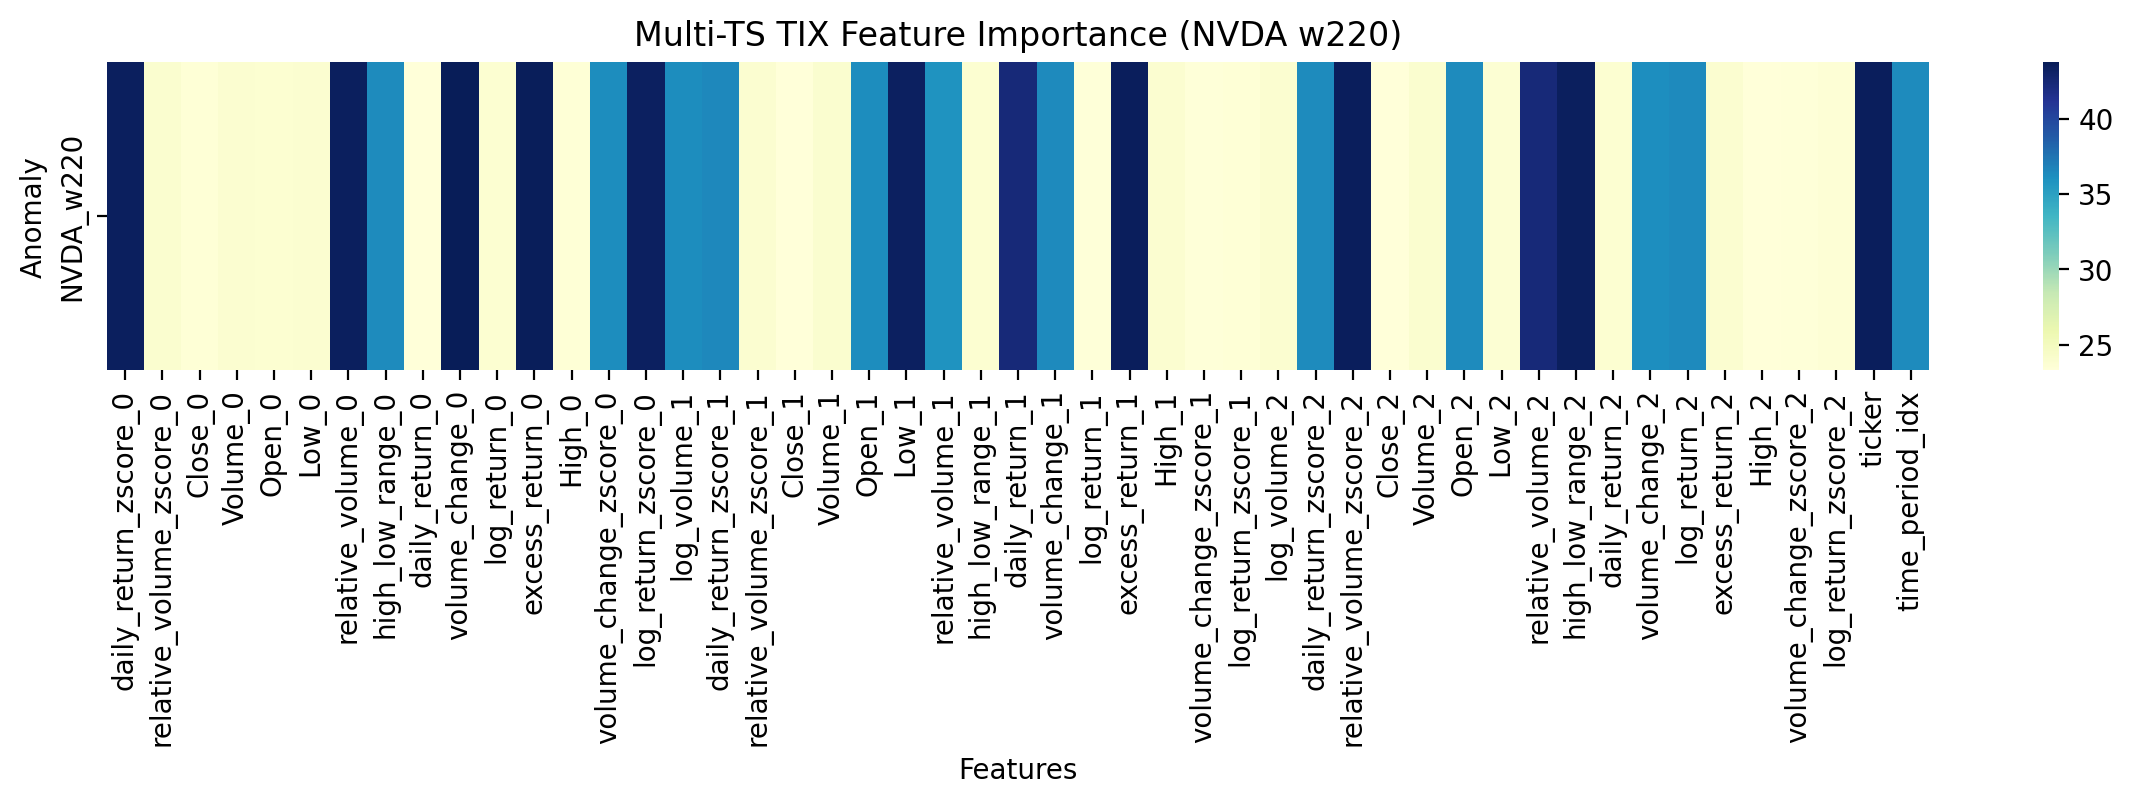 Multi-TS TIX Feature Importance (NVDA w220)
Anomaly
NVDA_w220
40
35
30
25
daily_return_zscore_0
relative_volume_zscore_0
Close_0
Volume_0
Open_0
Low_0
relative_volume_0
high_low_range_0
daily_return_0
volume_change_0
log_return_0
excess_return_0
High_0
volume_change_zscore_0
log_return_zscore_0
log_volume_1
daily_return_zscore_1
relative_volume_zscore_1
Close_1
Volume_1
Open_1
Low_1
relative_volume_1
high_low_range_1
daily_return_1
volume_change_1
log_return_1
excess_return_1
High_1
volume_change_zscore_1
log_return_zscore_1
log_volume_2
daily_return_zscore_2
relative_volume_zscore_2
Close_2
Volume_2
Open_2
Low_2
relative_volume_2
high_low_range_2
daily_return_2
volume_change_2
log_return_2
excess_return_2
High_2
volume_change_zscore_2
log_return_zscore_2
ticker
time_period_idx
Features